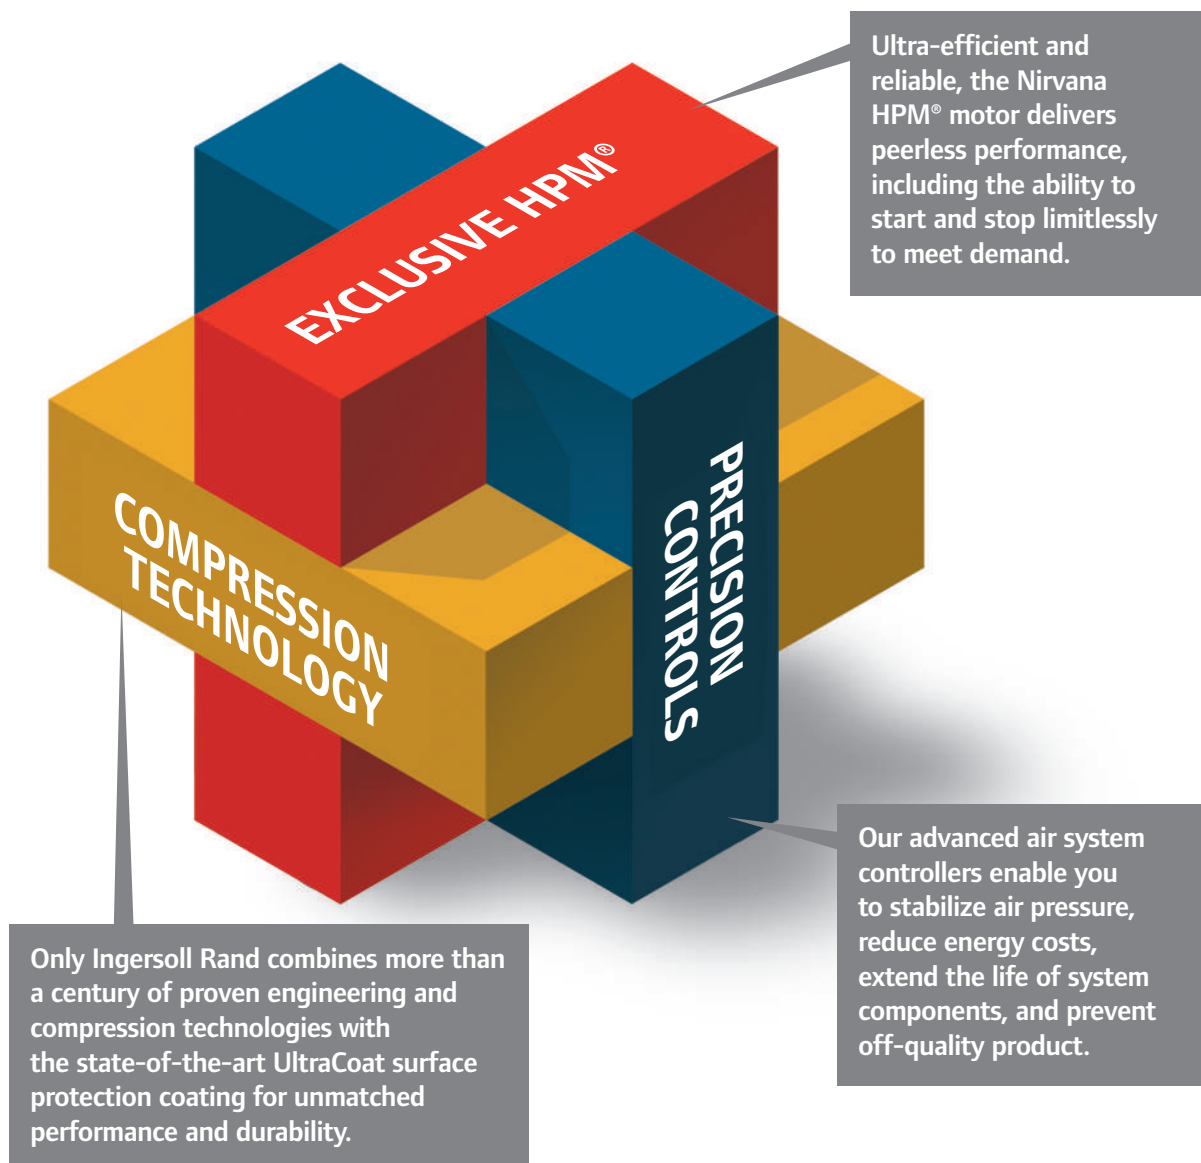 Ultra-efficient and
reliable, the Nirvana
HPM® motor delivers
peerless performance,
including the ability to
start and stop limitlessly
to meet demand.
EXCLUSIVE HPM®
COMPRESSION
TECHNOLOGY
PRECISION
CONTROLS
Our advanced air system
controllers enable you
to stabilize air pressure,
reduce energy costs,
extend the life of system
components, and prevent
off-quality product.
Only Ingersoll Rand combines more than
a century of proven engineering and
compression technologies with
the state-of-the-art UltraCoat surface
protection coating for unmatched
performance and durability.